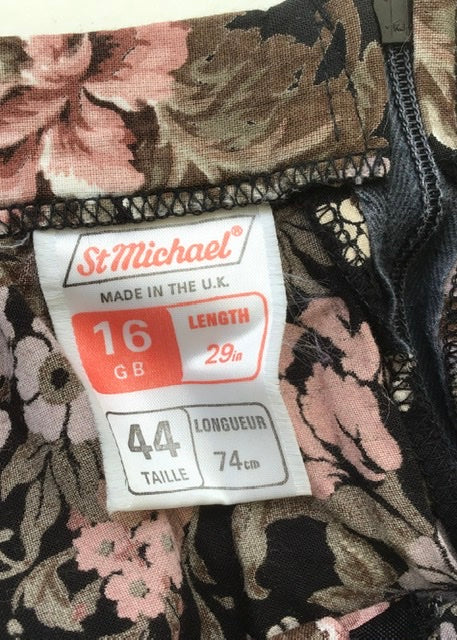 St Michael®
MADE IN THE U.K.
16
GB
LENGTH
29in
44
TAILLE
LONGUEUR
74cm